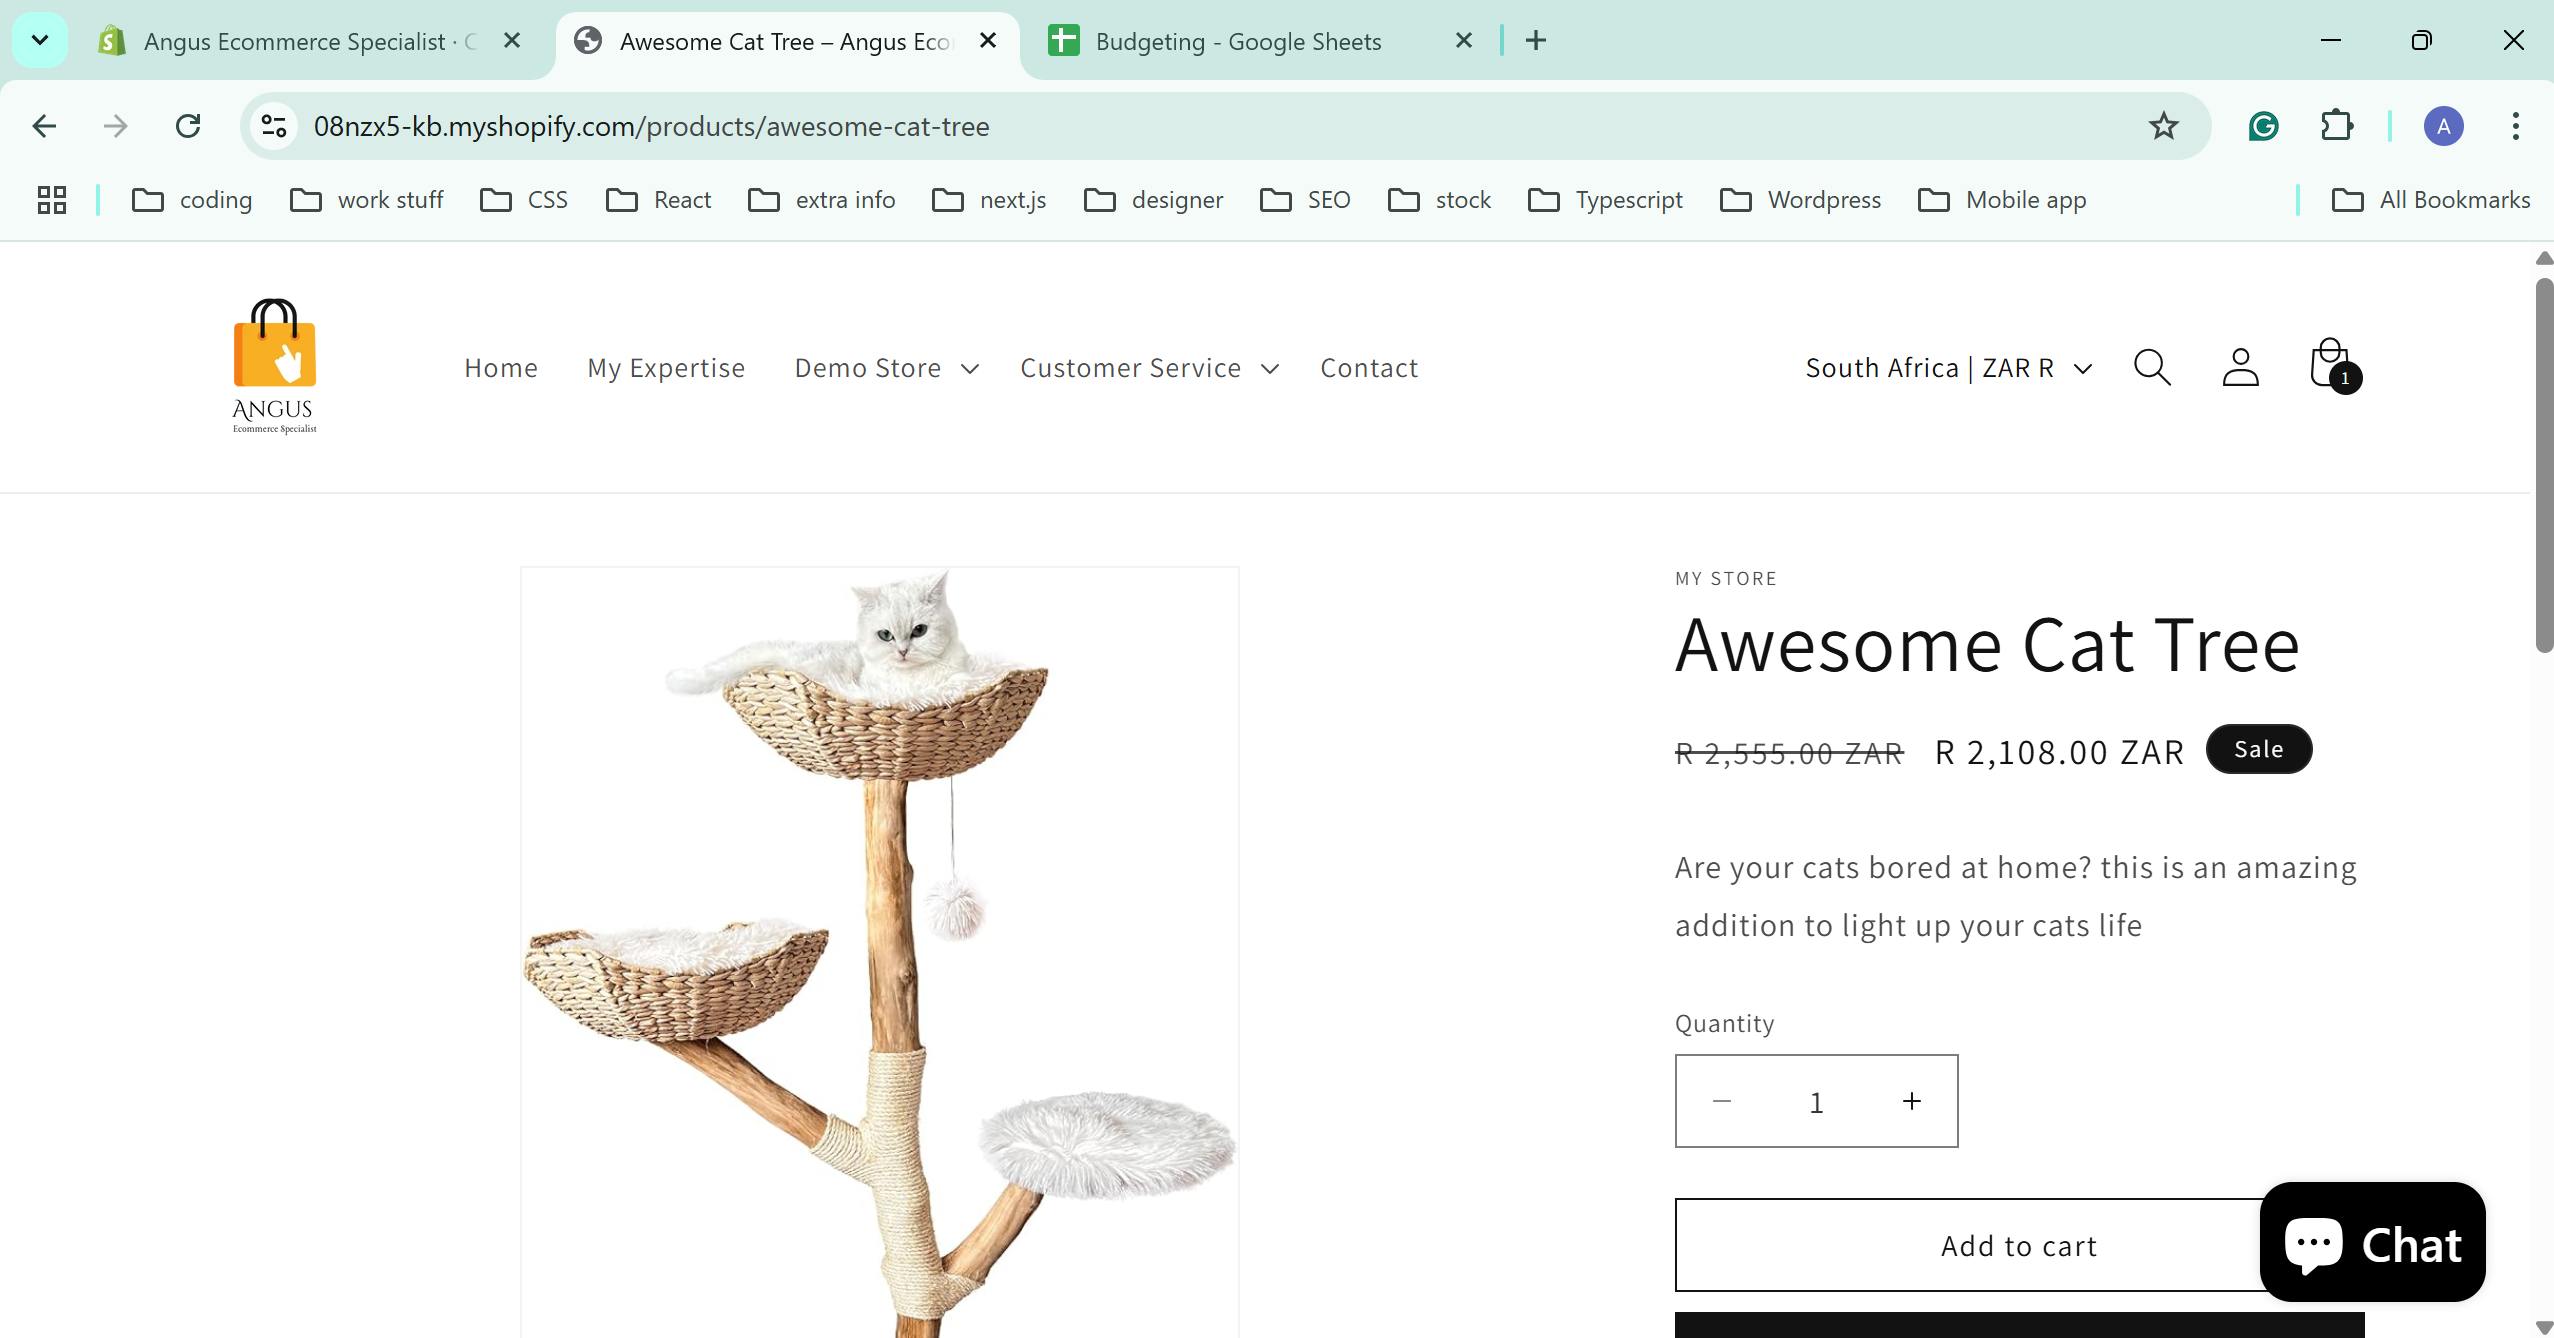 Angus Ecommerce Specialist ·
Awesome Cat Tree – Angus Eco
Budgeting - Google Sheets
08nzx5-kb.myshopify.com/products/awesome-cat-tree
A
coding
work stuff
CSS
React
extra info
next.js
designer
SEO
stock
Typescript
Wordpress
Mobile app
All Bookmarks
ANGUS
Ecommerce Specialist
Home
My Expertise
Demo Store
Customer Service
Contact
South Africa | ZAR R
1
MY STORE
Awesome Cat Tree
R 2,555.00 ZAR R 2,108.00 ZAR Sale
Are your cats bored at home? this is an amazing
addition to light up your cats life
Quantity
− 1 +
Add to cart
Chat